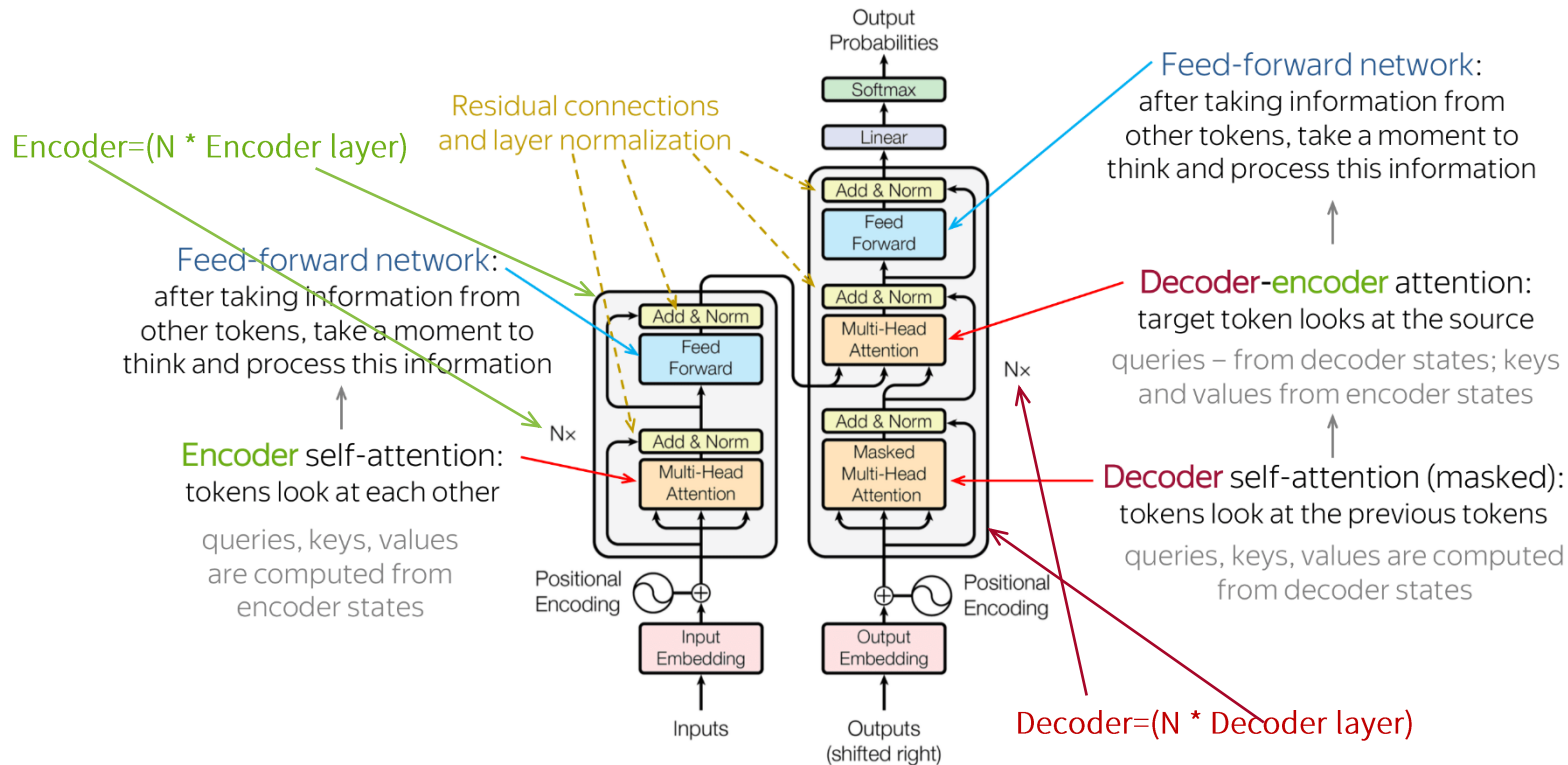 Output
Probabilities
Softmax
Linear
Add & Norm
Feed
Forward
Add & Norm
Multi-Head
Attention
Add & Norm
Masked
Multi-Head
Attention
Nx
Positional
Encoding
Output
Embedding
Outputs
(shifted right)
Residual connections
and layer normalization
Encoder=(N * Encoder layer)
Feed-forward network:
after taking information from
other tokens, take a moment to
think and process this information
Encoder self-attention:
tokens look at each other
queries, keys, values
are computed from
encoder states
Add & Norm
Feed
Forward
Nx
Add & Norm
Multi-Head
Attention
Positional
Encoding
Input
Embedding
Inputs
Feed-forward network:
after taking information from
other tokens, take a moment to
think and process this information
Decoder-encoder attention:
target token looks at the source
queries – from decoder states; keys
and values from encoder states
Decoder self-attention (masked):
tokens look at the previous tokens
queries, keys, values are computed
from decoder states
Decoder=(N * Decoder layer)